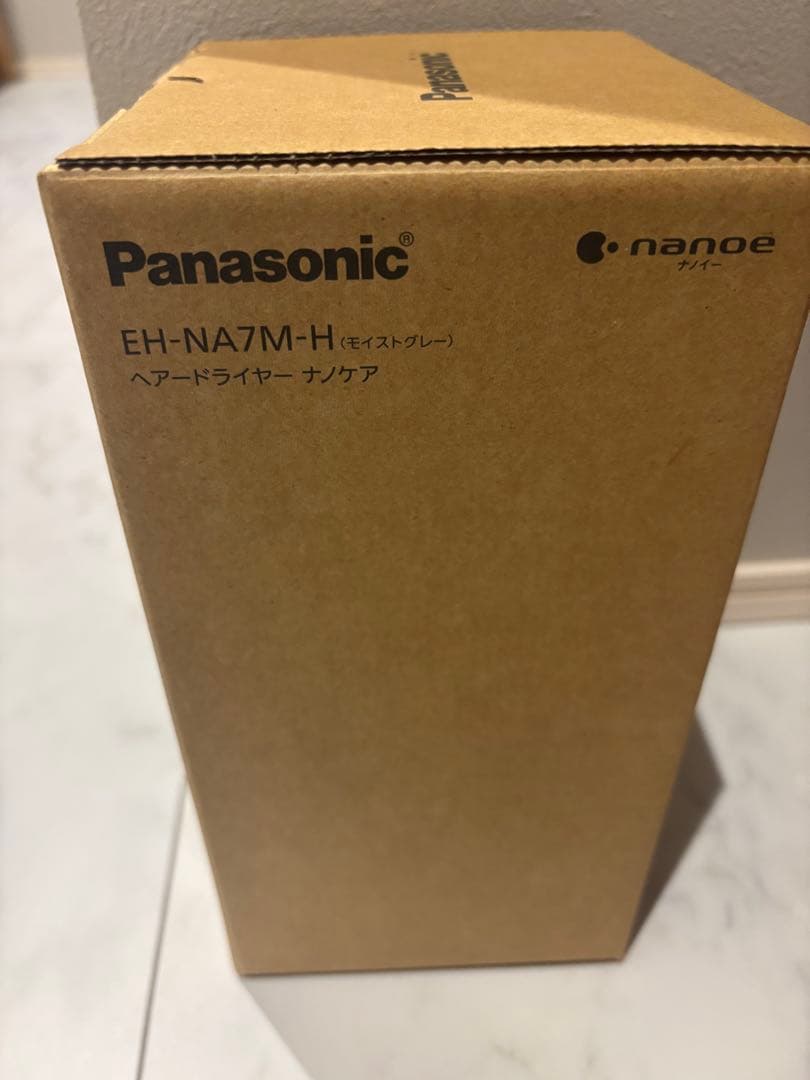 Panasonic
Panasonic®
nanoe
ナノイー
EH-NA7M-H（モイストグレー）
ヘアードライヤー ナノケア